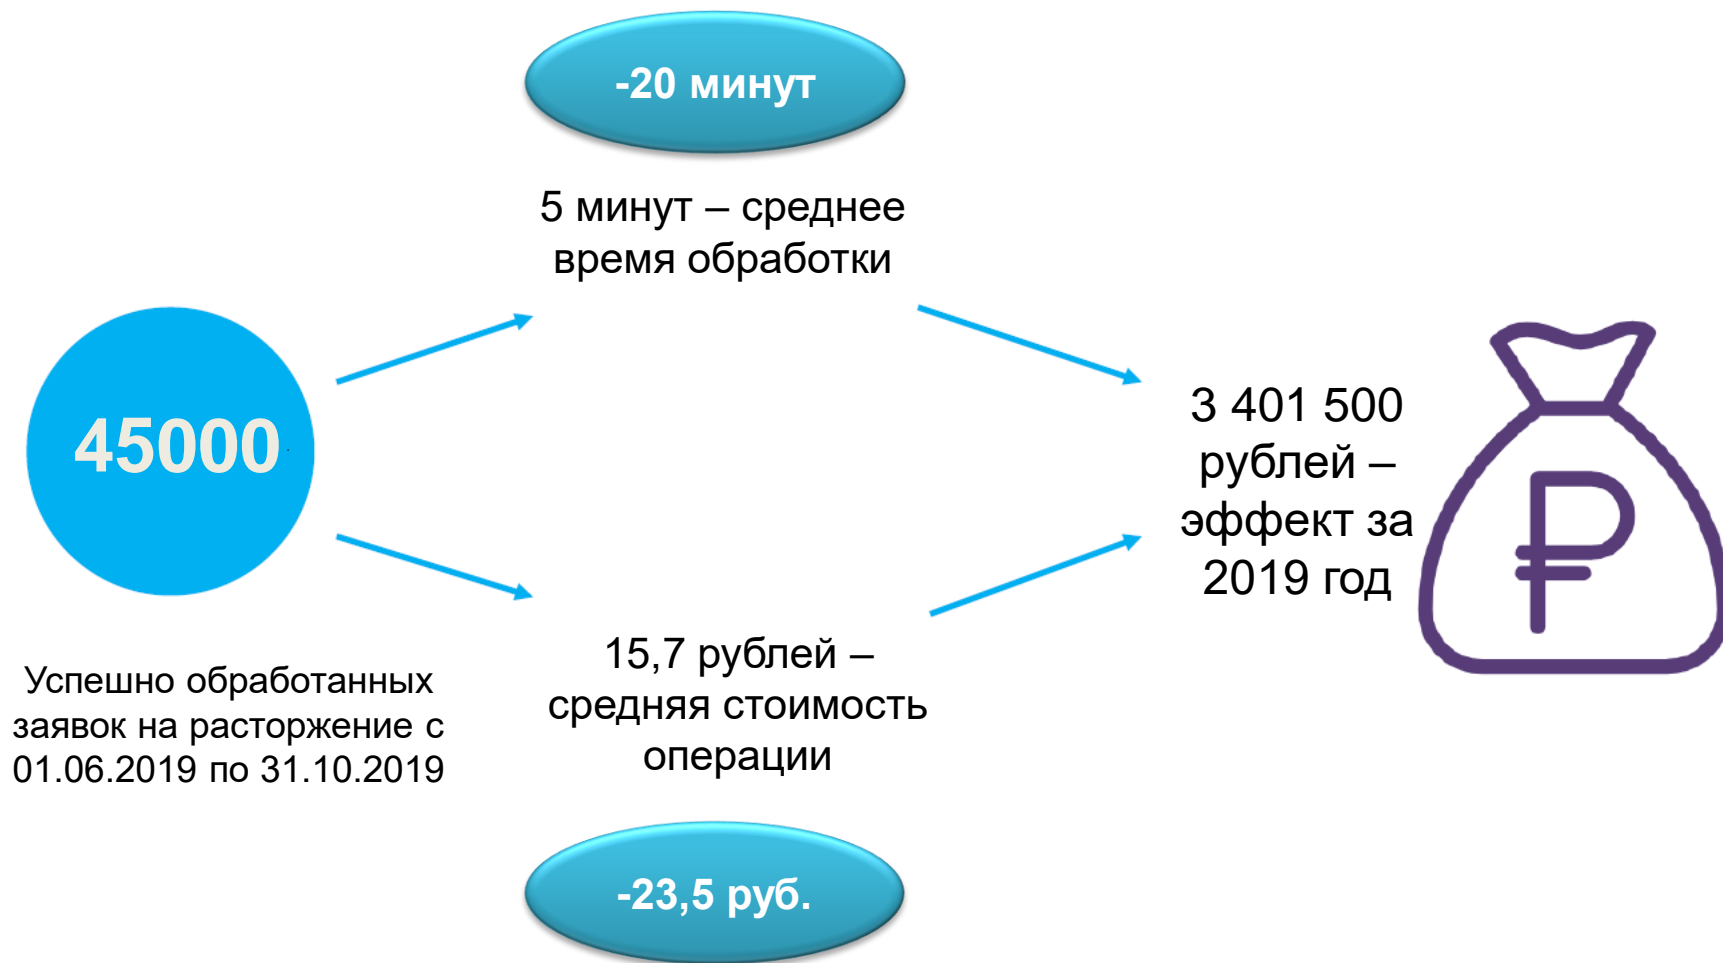 -20 минут
5 минут – среднее
время обработки
45000
Успешно обработанных
заявок на расторжение с
01.06.2019 по 31.10.2019
15,7 рублей –
средняя стоимость
операции
-23,5 руб.
3 401 500
рублей –
эффект за
2019 год